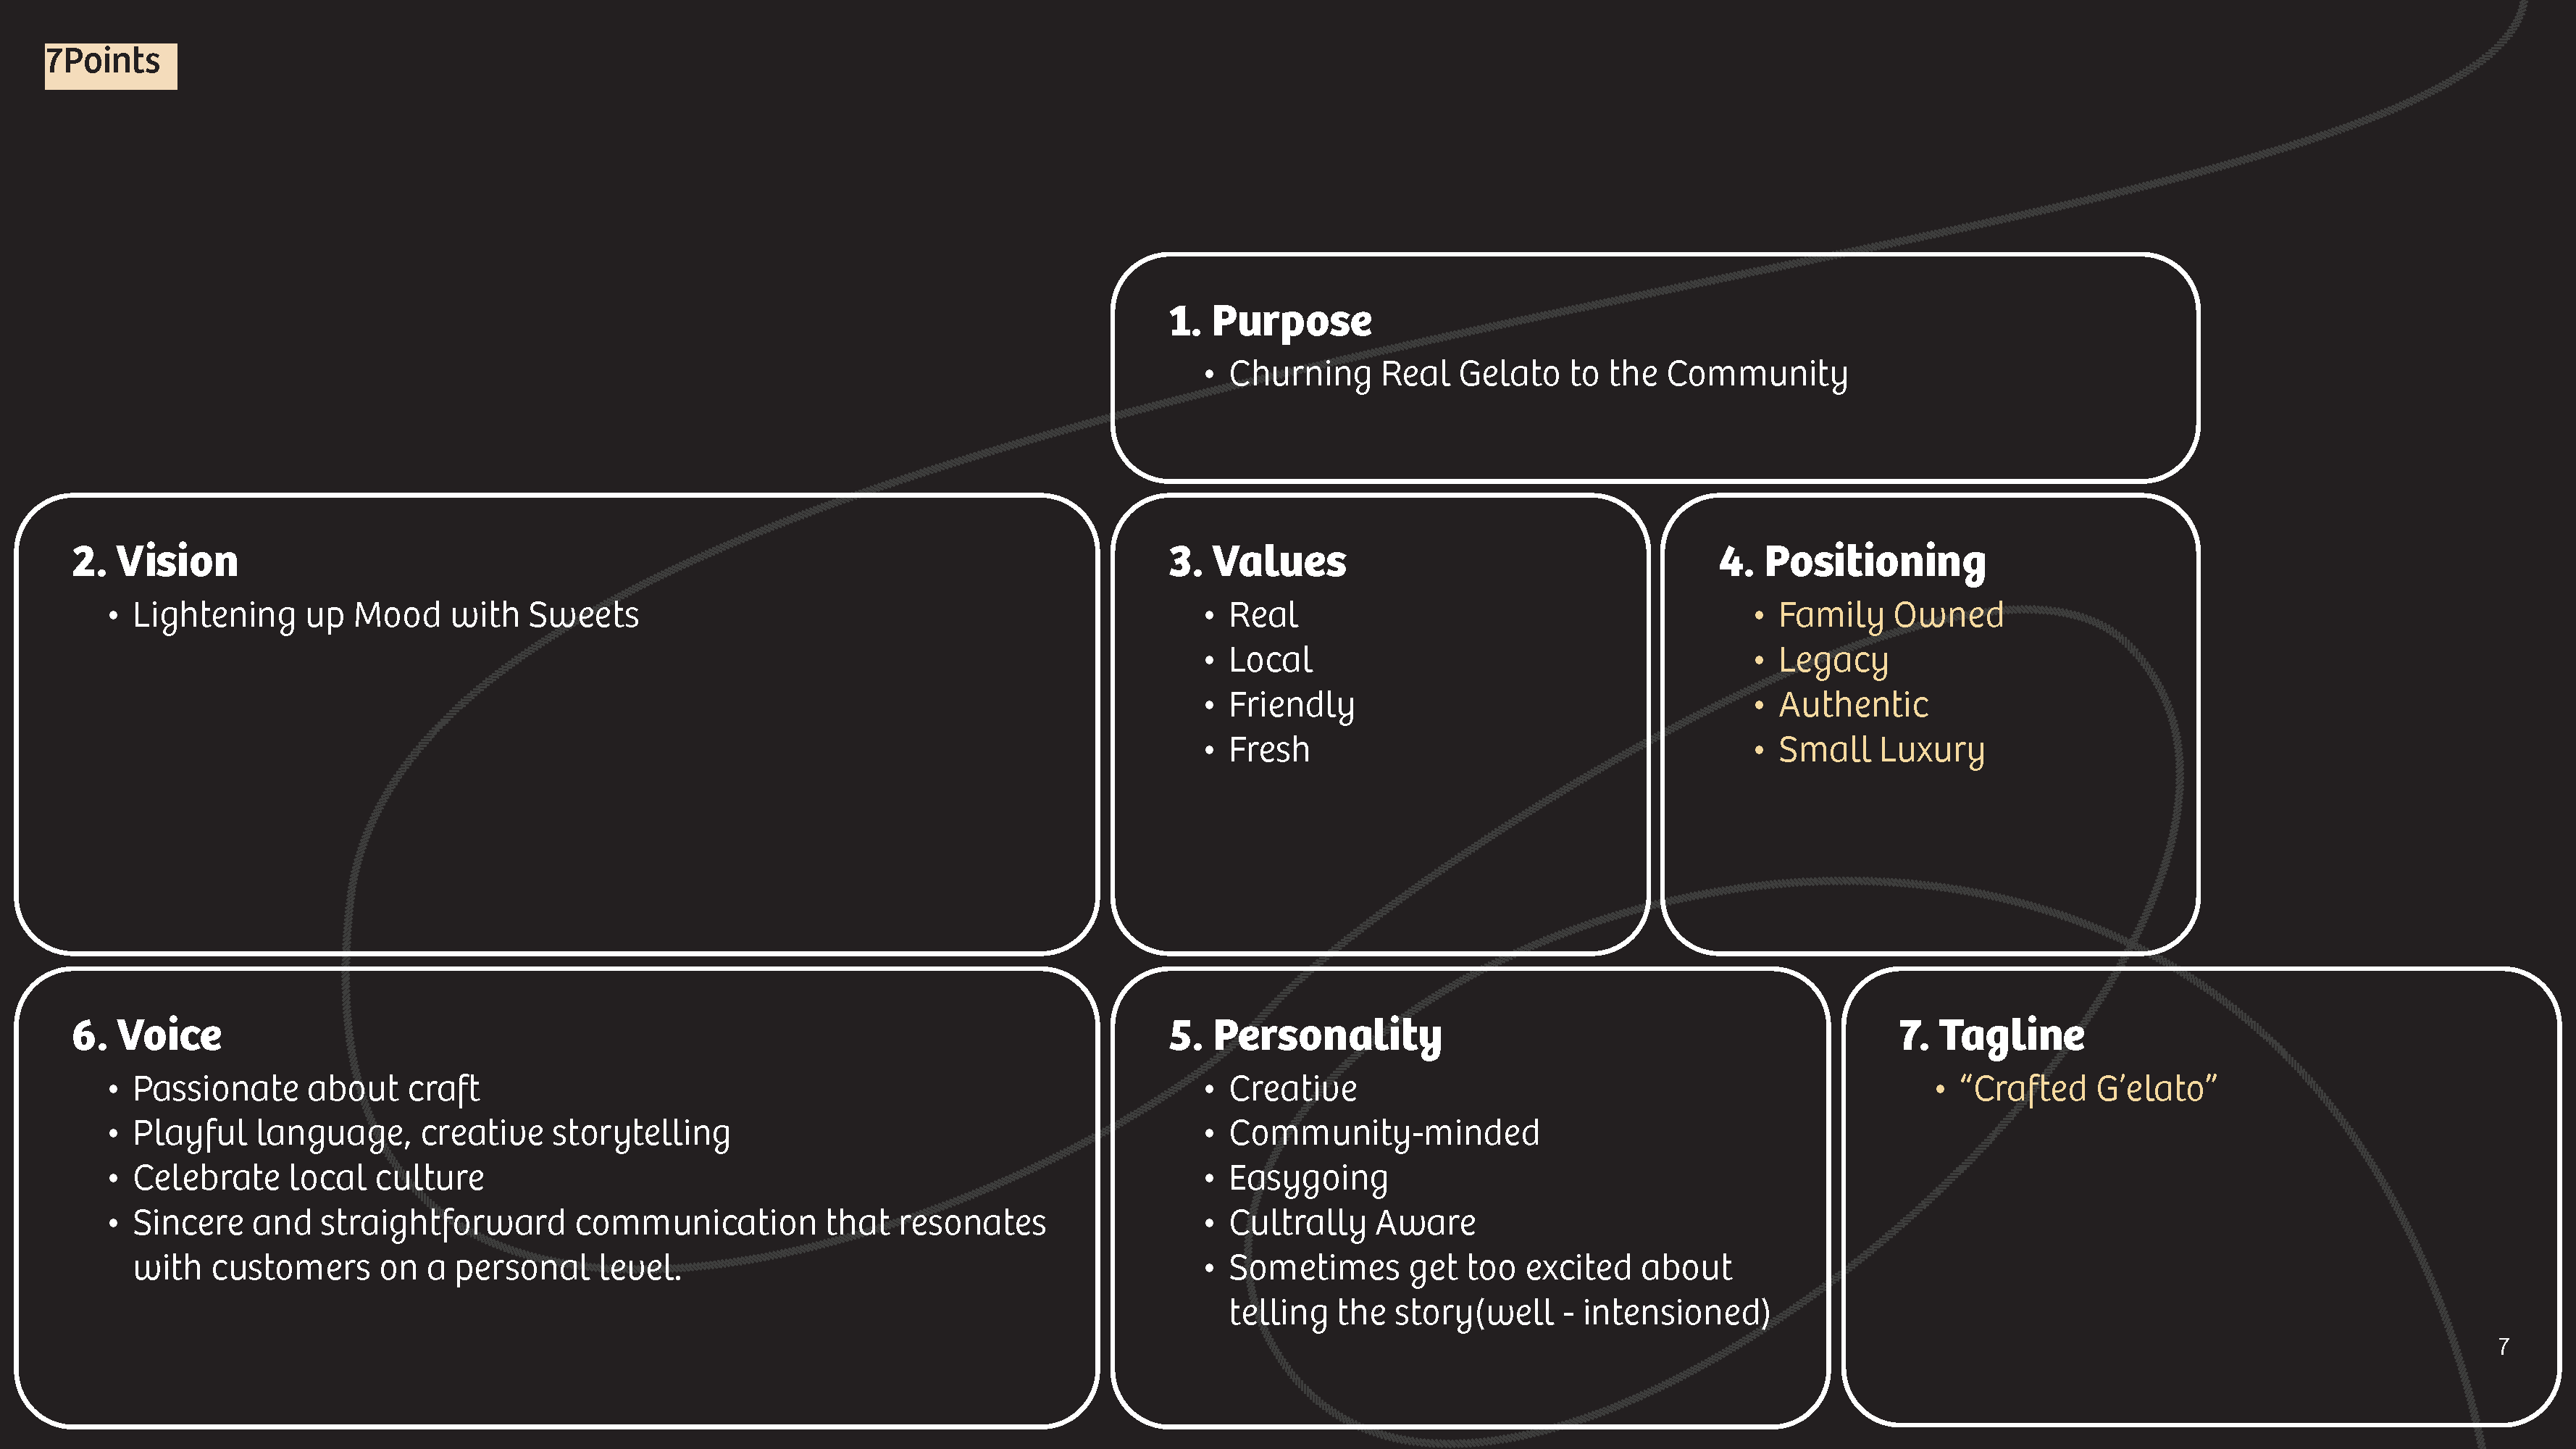 7Points
1. Purpose
• Churning Real Gelato to the Community
2. Vision
• Lightening up Mood with Sweets
3. Values
• Real
• Local
• Friendly
• Fresh
4. Positioning
• Family Owned
• Legacy
• Authentic
• Small Luxury
6. Voice
• Passionate about craft
• Playful language, creative storytelling
• Celebrate local culture
• Sincere and straightforward communication that resonates
with customers on a personal level.
5. Personality
• Creative
• Community-minded
• Easygoing
• Cultrally Aware
• Sometimes get too excited about
telling the story(well - intensioned)
7. Tagline
• “Crafted G’elato”
7